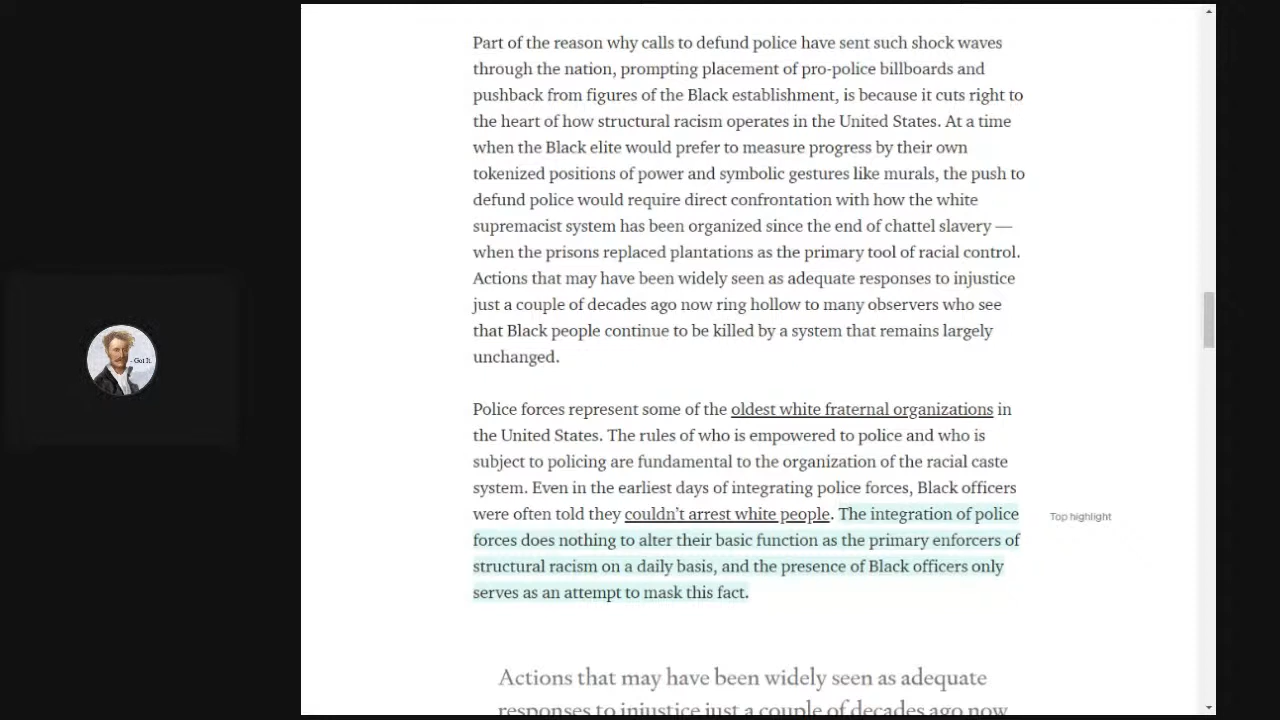 Part of the reason why calls to defund police have sent such shock waves
through the nation, prompting placement of pro-police billboards and
pushback from figures of the Black establishment, is because it cuts right to
the heart of how structural racism operates in the United States. At a time
when the Black elite would prefer to measure progress by their own
tokenized positions of power and symbolic gestures like murals, the push to
defund police would require direct confrontation with how the white
supremacist system has been organized since the end of chattel slavery —
when the prisons replaced plantations as the primary tool of racial control.
Actions that may have been widely seen as adequate responses to injustice
just a couple of decades ago now ring hollow to many observers who see
that Black people continue to be killed by a system that remains largely
unchanged.
Police forces represent some of the oldest white fraternal organizations in
the United States. The rules of who is empowered to police and who is
subject to policing are fundamental to the organization of the racial caste
system. Even in the earliest days of integrating police forces, Black officers
were often told they couldn’t arrest white people. The integration of police
forces does nothing to alter their basic function as the primary enforcers of
structural racism on a daily basis, and the presence of Black officers only
serves as an attempt to mask this fact.
Top highlight
- Got It.
Actions that may have been widely seen as adequate
responses to injustice just a couple of decades ago now